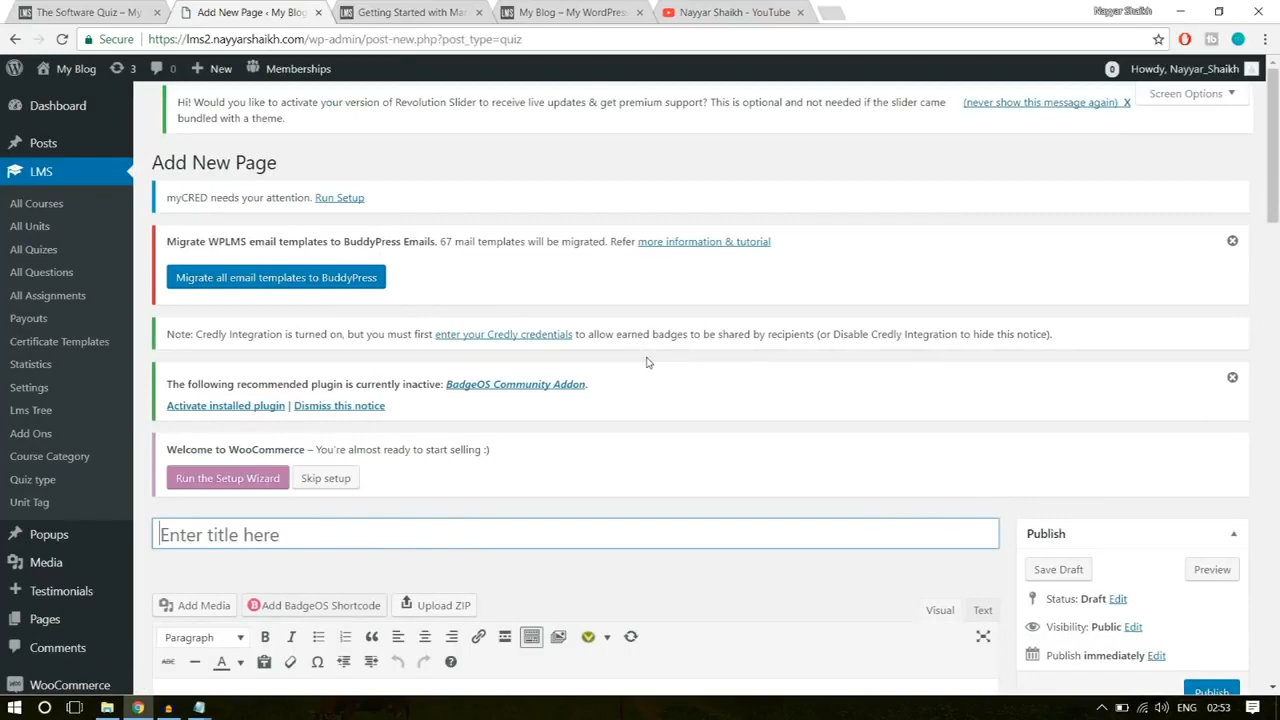 The Software Quiz – My
Add New Page ‹ My Blog
Getting Started with Mar
My Blog – My WordPress
Nayyar Shaikh - YouTube
Nayyar Shaikh
Secure
https://lms2.nayyarshaikh.com/wp-admin/post-new.php?post_type=quiz
My Blog
3
0
New
Memberships
0
Howdy, Nayyar_Shaikh
Dashboard
Posts
LMS
All Courses
All Units
All Quizes
All Questions
All Assignments
Payouts
Certificate Templates
Statistics
Settings
Lms Tree
Add Ons
Course Category
Quiz type
Unit Tag
Popups
Media
Testimonials
Pages
Comments
WooCommerce
Hi! Would you like to activate your version of Revolution Slider to receive live updates & get premium support? This is optional and not needed if the slider came
bundled with a theme.
(never show this message again) X
Screen Options
Add New Page
myCRED needs your attention. Run Setup
Migrate WPLMS email templates to BuddyPress Emails. 67 mail templates will be migrated. Refer more information & tutorial
Migrate all email templates to BuddyPress
Note: Credly Integration is turned on, but you must first enter your Credly credentials to allow earned badges to be shared by recipients (or Disable Credly Integration to hide this notice).
The following recommended plugin is currently inactive: BadgeOS Community Addon.
Activate installed plugin | Dismiss this notice
Welcome to WooCommerce – You're almost ready to start selling :)
Run the Setup Wizard
Skip setup
Enter title here
Add Media
Add BadgeOS Shortcode
Upload ZIP
Visual
Text
Paragraph
ABC
A
Publish
Save Draft
Preview
Status: Draft Edit
Visibility: Public Edit
Publish immediately Edit
Publish
ENG
02:53